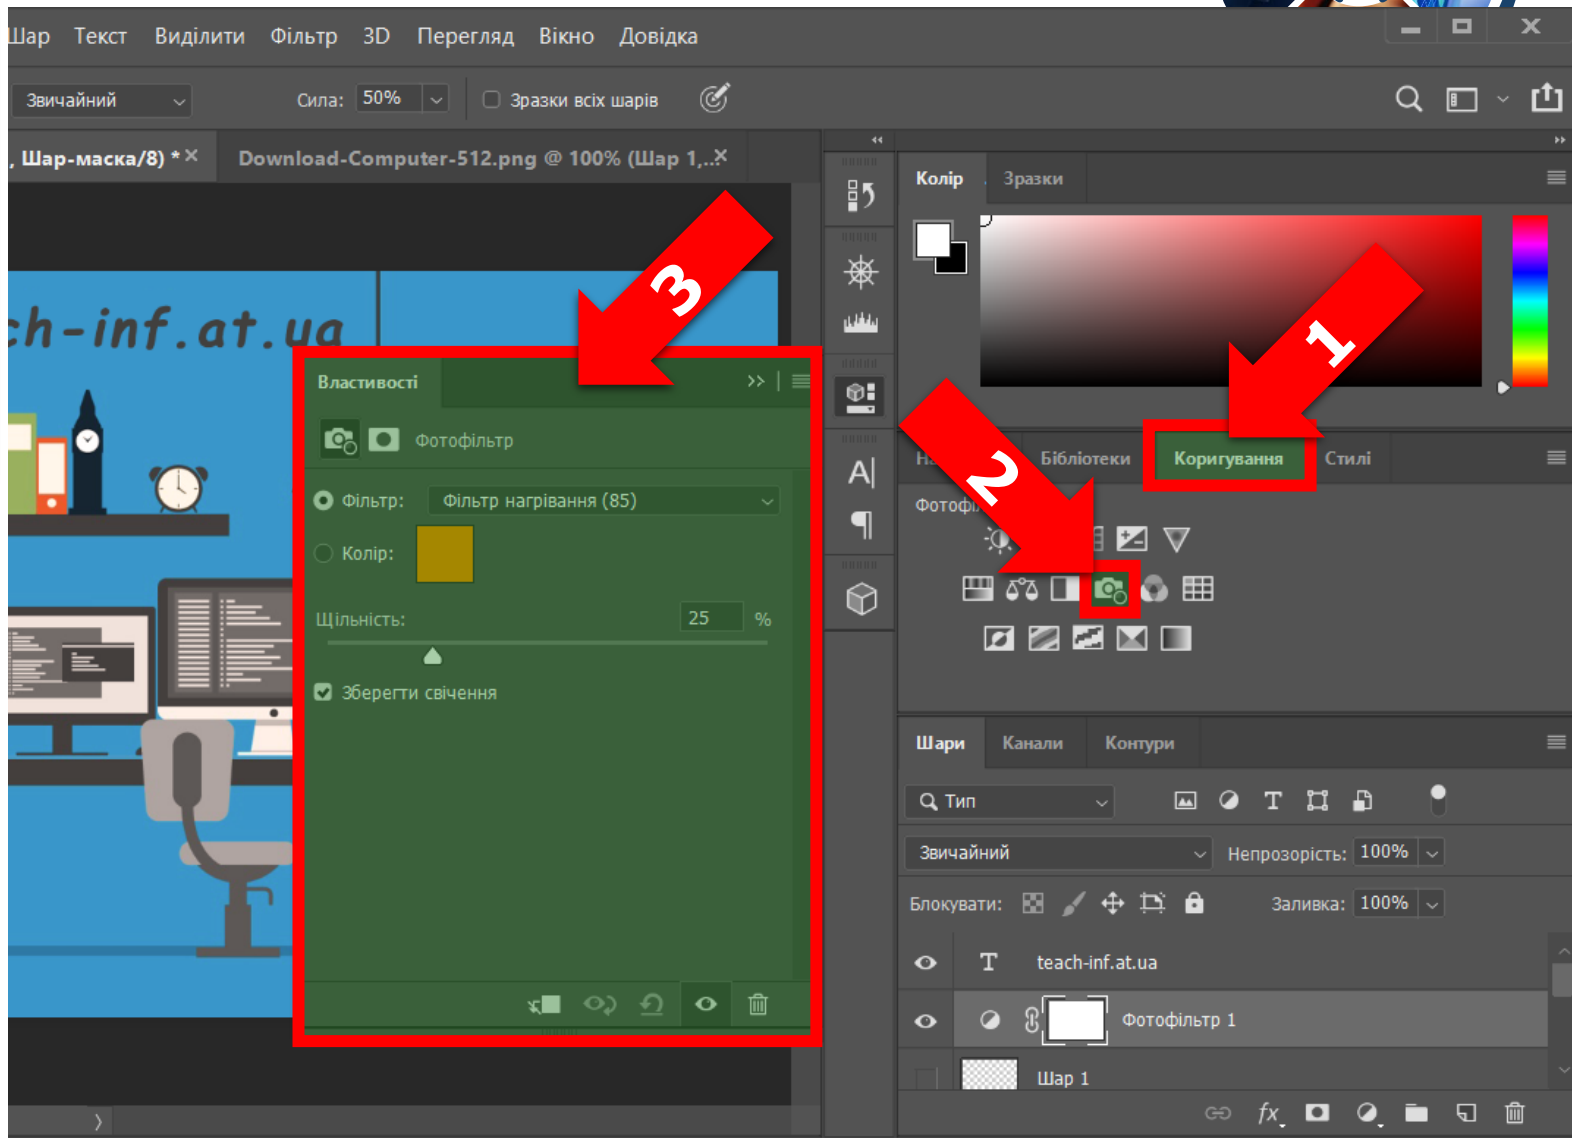 Шар Текст Виділити Фільтр 3D Перегляд Вікно Довідка
Звичайний Сила: 50% Зразки всіх шарів
, Шар-маска/8) * × Download-Computer-512.png @ 100% (Шар 1,..×
ch-inf.at.ua
3
Властивості
Фотофільтр
Фільтр: Фільтр нагрівання (85)
Колір:
Щільність: 25 %
Зберегти свічення
Колір Зразки
1
2
Бібліотеки Коригування Стилі
Шари Канали Контури
Тип
Звичайний Непрозорість: 100%
Блокувати: Заливка: 100%
T teach-inf.at.ua
Фотофільтр 1
Шар 1
fx